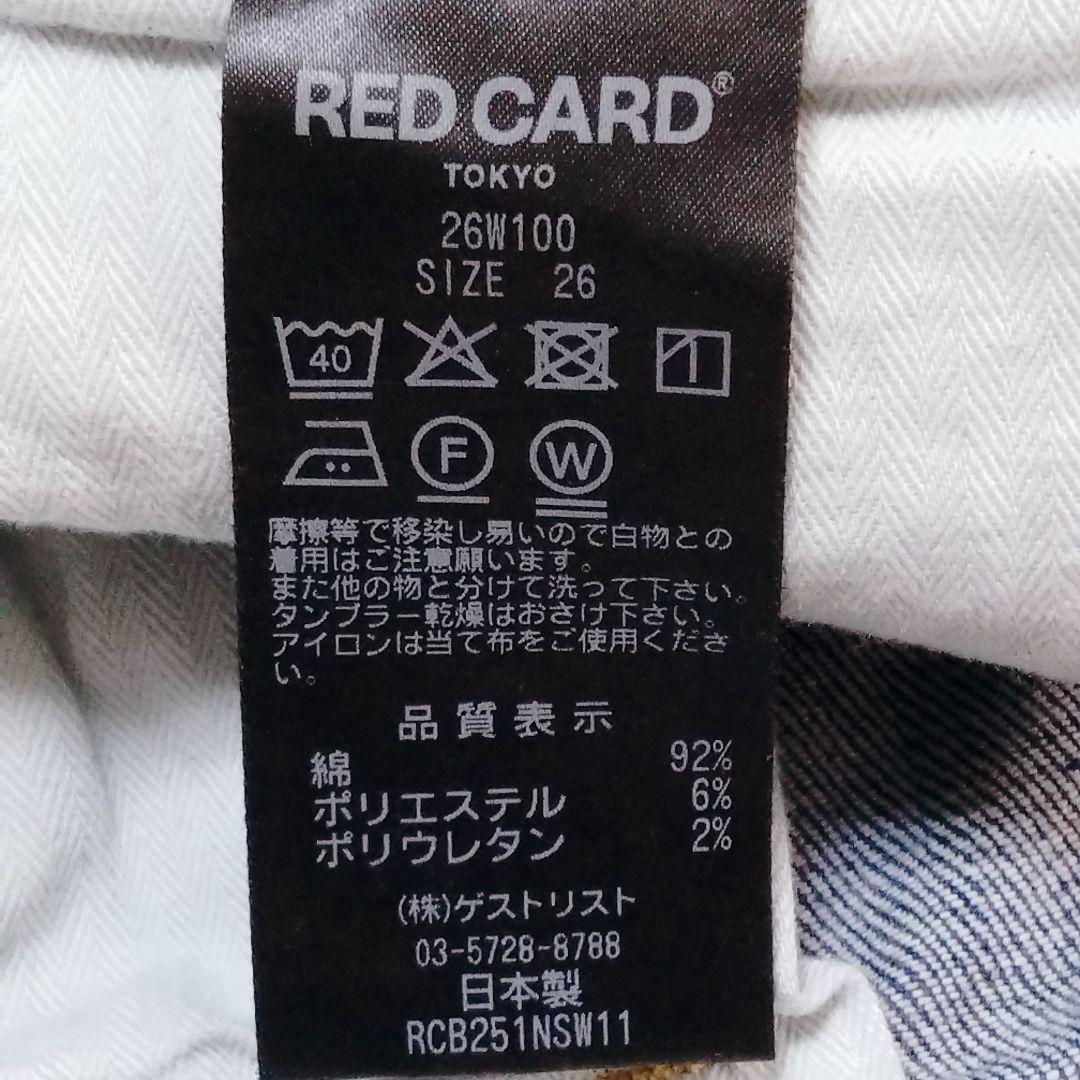 RED CARD®
TOKYO
26W100
SIZE 26
40
F W
摩擦等で移染し易いので白物との
着用はご注意願います。
また他の物と分けて洗って下さい。
タンブラー乾燥はおさけ下さい。
アイロンは当て布をご使用くださ
い。
品質表示
綿 92%
ポリエステル 6%
ポリウレタン 2%
(株)ゲストリスト
03-5728-8788
日本製
RCB251NSW11